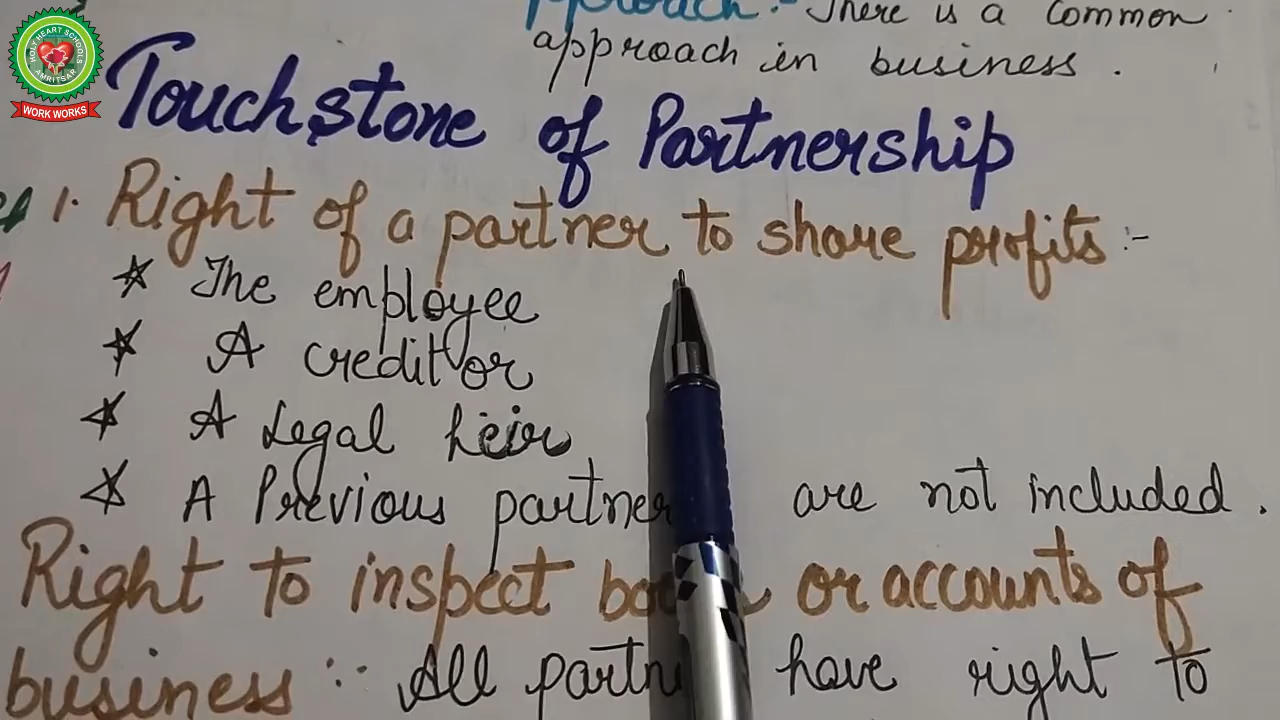 HOLY HEART SCHOOLS
AMRITSAR
WORK WORKS
There is a common
approach in business .
Touchstone of Partnership
1. Right of a partner to share profits :-
The employee
A creditor
A Legal heir
A Previous partner are not included .
Right to inspect or accounts of
business :- All have right to